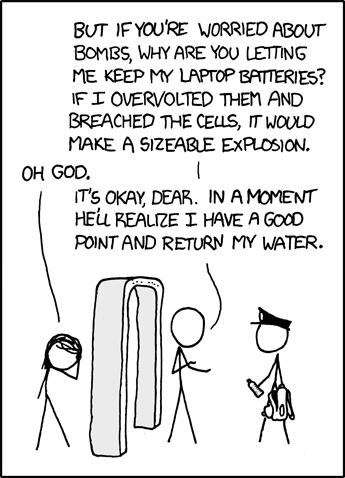 BUT IF YOU'RE WORRIED ABOUT
BOMBS, WHY ARE YOU LETTING
ME KEEP MY LAPTOP BATTERIES?
IF I OVERVOLTED THEM AND
BREACHED THE CELLS, IT WOULD
MAKE A SIZEABLE EXPLOSION.
OH GOD.
IT'S OKAY, DEAR. IN A MOMENT
HE'LL REALIZE I HAVE A GOOD
POINT AND RETURN MY WATER.